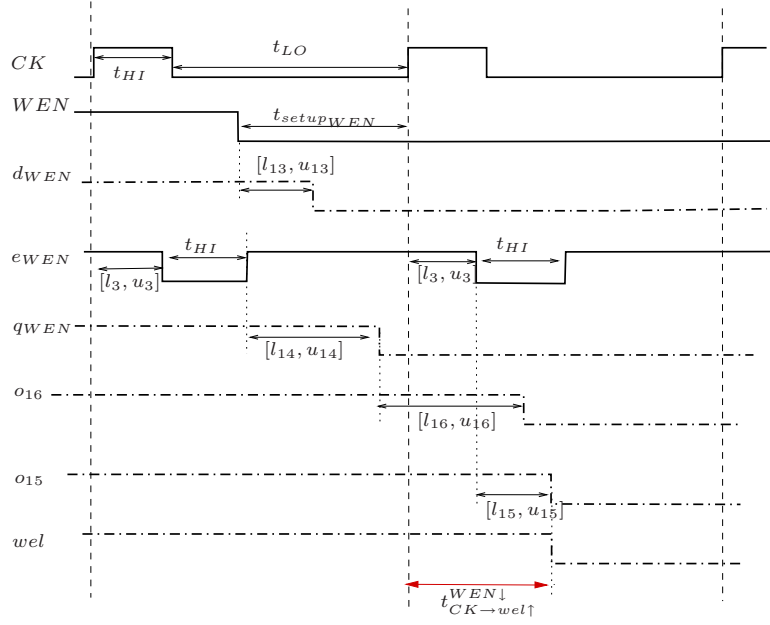 CK
t_{HI}
t_{LO}
WEN
t_{setup_{WEN}}
d_{WEN}
[l_{13}, u_{13}]
e_{WEN}
t_{HI}
t_{HI}
[l_3, u_3]
[l_3, u_3]
q_{WEN}
[l_{14}, u_{14}]
o_{16}
[l_{16}, u_{16}]
o_{15}
[l_{15}, u_{15}]
wel
t_{CK→wel↑}^{WEN↓}